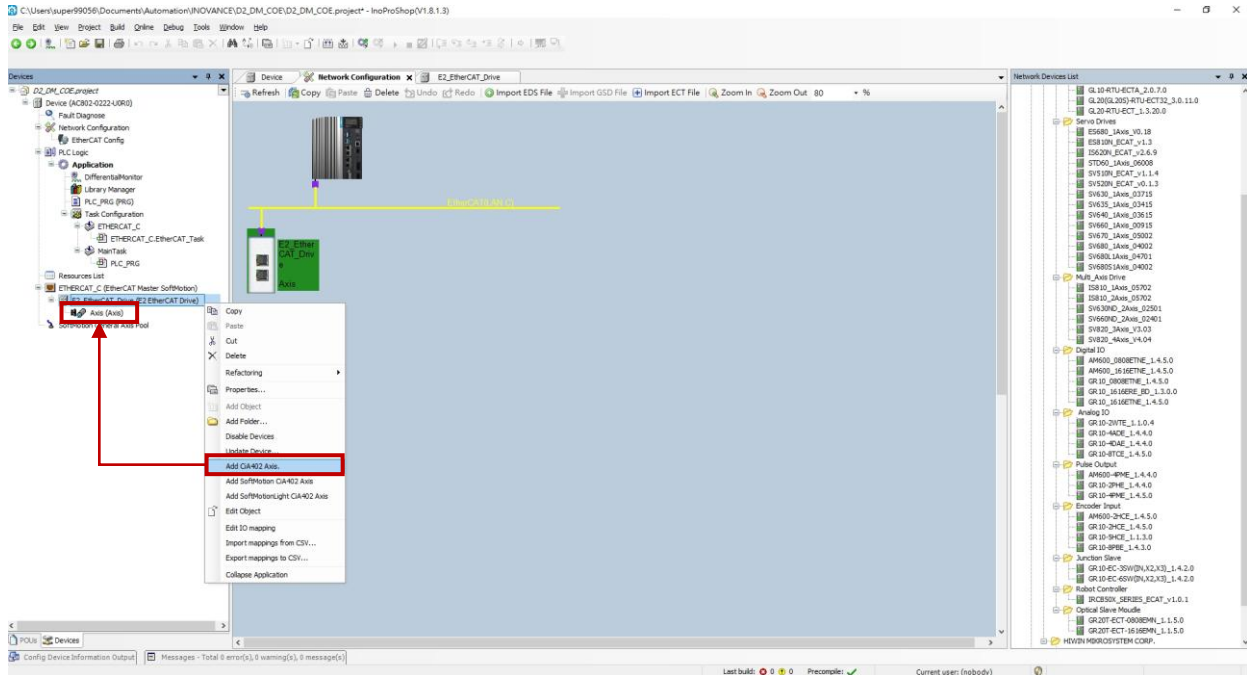 C:\Users\super99056\Documents\Automation\INOVANCE\D2_DM_COE\D2_DM_COE.project* - InoProShop(V1.8.1.3)
File Edit View Project Build Online Debug Tools Window Help
Devices
D2_DM_COE.project
Device (AC802-0222-U0R0)
Fault Diagnose
Network Configuration
EtherCAT Config
PLC Logic
Application
DifferentialMonitor
Library Manager
PLC_PRG (PRG)
Task Configuration
ETHERCAT_C
ETHERCAT_C.EtherCAT_Task
MainTask
PLC_PRG
Resources List
ETHERCAT_C (EtherCAT Master SoftMotion)
E2_EtherCAT_Drive (E2 EtherCAT Drive)
Axis (Axis)
SoftMotion General Axis Pool
POUs Devices
Device Network Configuration E2_EtherCAT_Drive
Refresh Copy Paste Delete Undo Redo Import EDS File Import GSD File Import ECT File Zoom In Zoom Out 80 %
E2_Ether
CAT_Driv
e
Axis
Copy
Paste
Cut
Delete
Refactoring
Properties...
Add Object
Add Folder...
Disable Devices
Update Device...
Add CiA402 Axis.
Add SoftMotion CiA402 Axis
Add SoftMotionLight CiA402 Axis
Edit Object
Edit IO mapping
Import mappings from CSV...
Export mappings to CSV...
Collapse Application
Network Devices List
GL10-RTU-ECTA_2.0.7.0
GL20(GL20S)-RTU-ECT32_3.0.11.0
GL20-RTU-ECT_1.3.20.0
Servo Drives
ES680_1Axis_V0.18
ES810N_ECAT_v1.3
IS620N_ECAT_v2.6.9
STD60_1Axis_06008
SV510N_ECAT_v1.1.4
SV520N_ECAT_v0.1.3
SV630_1Axis_03715
SV635_1Axis_03415
SV640_1Axis_03615
SV660_1Axis_00915
SV670_1Axis_05002
SV680_1Axis_04002
SV680L1Axis_04701
SV680S1Axis_04002
Multi_Axis Drive
IS810_1Axis_05702
IS810_2Axis_05702
SV630ND_2Axis_02501
SV660ND_2Axis_02401
SV820_3Axis_V3.03
SV820_4Axis_V4.04
Digital IO
AM600_0808ETNE_1.4.5.0
AM600_1616ETNE_1.4.5.0
GR10_0808ETNE_1.4.5.0
GR10_1616ERE_BD_1.3.0.0
GR10_1616ETNE_1.4.5.0
Analog IO
GR10-2WTE_1.1.0.4
GR10-4ADE_1.4.4.0
GR10-4DAE_1.4.4.0
GR10-8TCE_1.4.5.0
Pulse Output
AM600-4PME_1.4.4.0
GR10-2PHE_1.4.4.0
GR10-4PME_1.4.5.0
Encoder Input
AM600-2HCE_1.4.5.0
GR10-2HCE_1.4.5.0
GR10-5HCE_1.1.3.0
GR10-8PBE_1.4.3.0
Junction Slave
GR10-EC-3SW(IN,X2,X3)_1.4.2.0
GR10-EC-6SW(IN,X2,X3)_1.4.2.0
Robot Controller
IRCB50X_SERIES_ECAT_v1.0.1
Optical Slave Moudle
GR20T-ECT-0808EMN_1.1.5.0
GR20T-ECT-1616EMN_1.1.5.0
HIWIN MIKROSYSTEM CORP.
Config Device Information Output Messages - Total 0 error(s), 0 warning(s), 0 message(s)
Last build: 0 0 Precompile: Current user: (nobody)